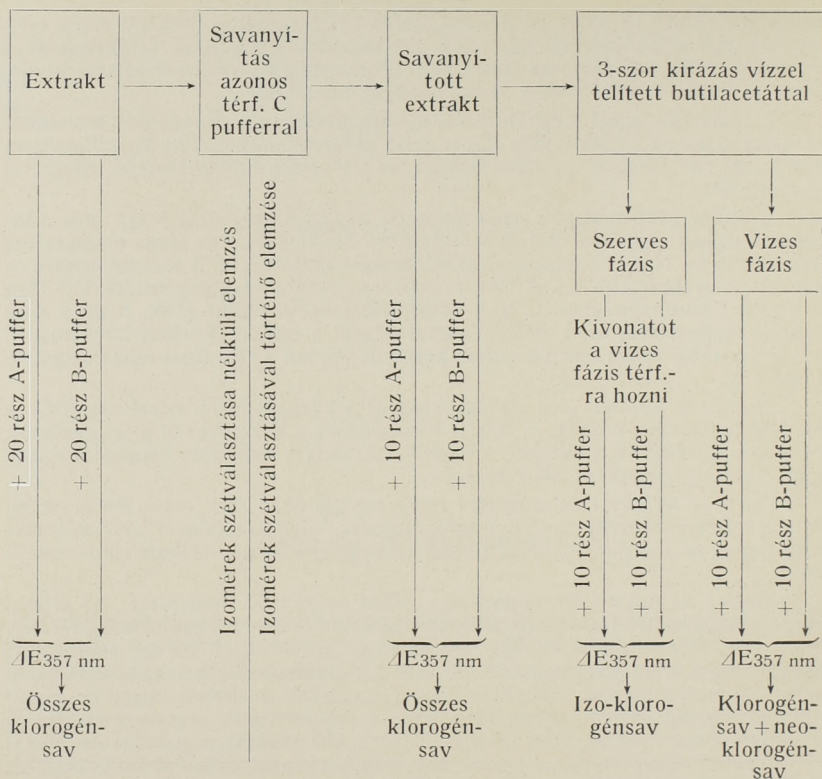 Extrakt
Savanyí-
tás
azonos
térf. C
pufferral
Savanyí-
tott
extrakt
3-szor kirázás vízzel
telített butilacetáttal
Szerves
fázis
Vizes
fázis
Kivonatot
a vizes
fázis térf.-
ra hozni
+ 20 rész A-puffer
+ 20 rész B-puffer
Izomérek szétválasztása nélküli elemzés
Izomérek szétválasztásával történő elemzése
+ 10 rész A-puffer
+ 10 rész B-puffer
+ 10 rész A-puffer
+ 10 rész B-puffer
+ 10 rész A-puffer
+ 10 rész B-puffer
ΔE357 nm
ΔE357 nm
ΔE357 nm
ΔE357 nm
Összes
klorogén-
sav
Összes
klorogén-
sav
Izo-kloro-
génsav
Klorogén-
sav + neo-
klorogén-
sav